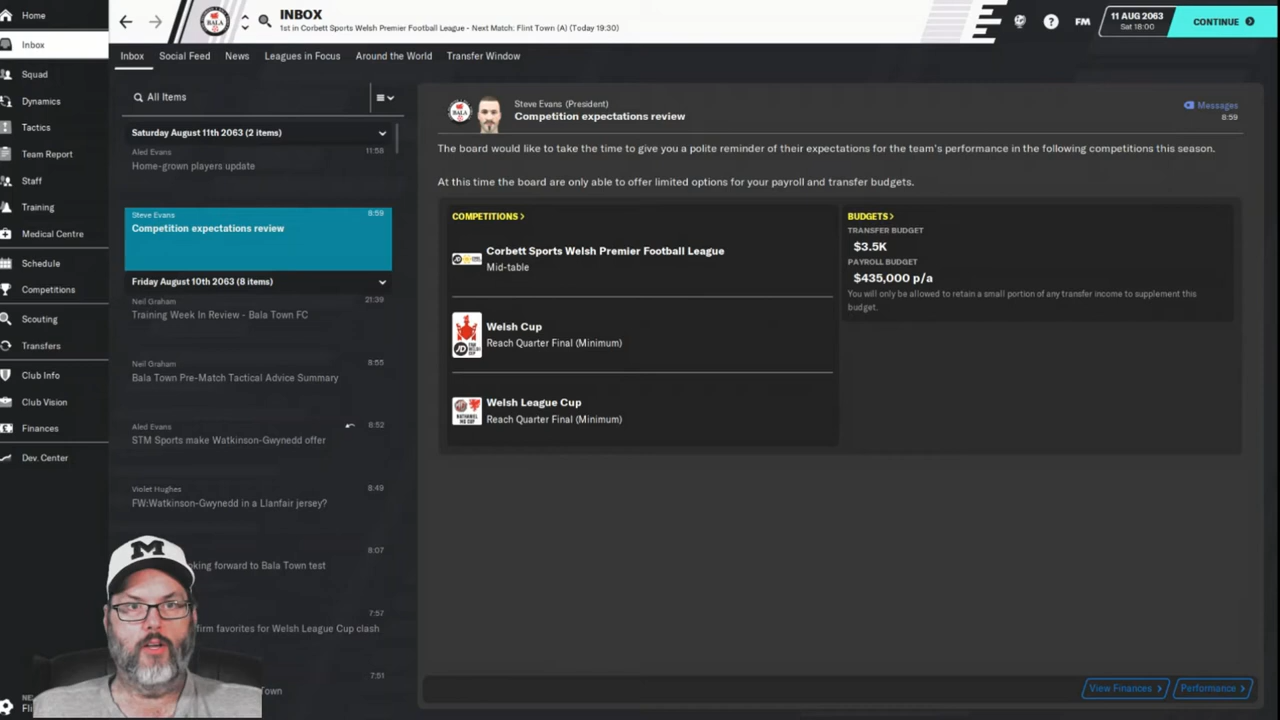 Home
Inbox
Squad
Dynamics
Tactics
Team Report
Staff
Training
Medical Centre
Schedule
Competitions
Scouting
Transfers
Club Info
Club Vision
Finances
Dev. Center
BALA
INBOX
1st in Corbett Sports Welsh Premier Football League - Next Match: Flint Town (A) (Today 19:30)
FM
11 AUG 2063
Sat 18:00
CONTINUE
Inbox
Social Feed
News
Leagues in Focus
Around the World
Transfer Window
All Items
Saturday August 11th 2063 (2 items)
Aled Evans 11:58
Home-grown players update
Steve Evans 8:59
Competition expectations review
Friday August 10th 2063 (8 items)
Neil Graham 21:39
Training Week In Review - Bala Town FC
Neil Graham 8:55
Bala Town Pre-Match Tactical Advice Summary
Aled Evans 8:52
STM Sports make Watkinson-Gwynedd offer
Violet Hughes 8:49
FW:Watkinson-Gwynedd in a Llanfair jersey?
8:07
king forward to Bala Town test
7:57
firm favorites for Welsh League Cup clash
7:51
Town
BALA
Steve Evans (President)
Competition expectations review
Messages
8:59
The board would like to take the time to give you a polite reminder of their expectations for the team's performance in the following competitions this season.
At this time the board are only able to offer limited options for your payroll and transfer budgets.
COMPETITIONS >
Corbett Sports Welsh Premier Football League
Mid-table
Welsh Cup
Reach Quarter Final (Minimum)
Welsh League Cup
Reach Quarter Final (Minimum)
BUDGETS >
TRANSFER BUDGET
$3.5K
PAYROLL BUDGET
$435,000 p/a
You will only be allowed to retain a small portion of any transfer income to supplement this
budget.
View Finances >
Performance >
M